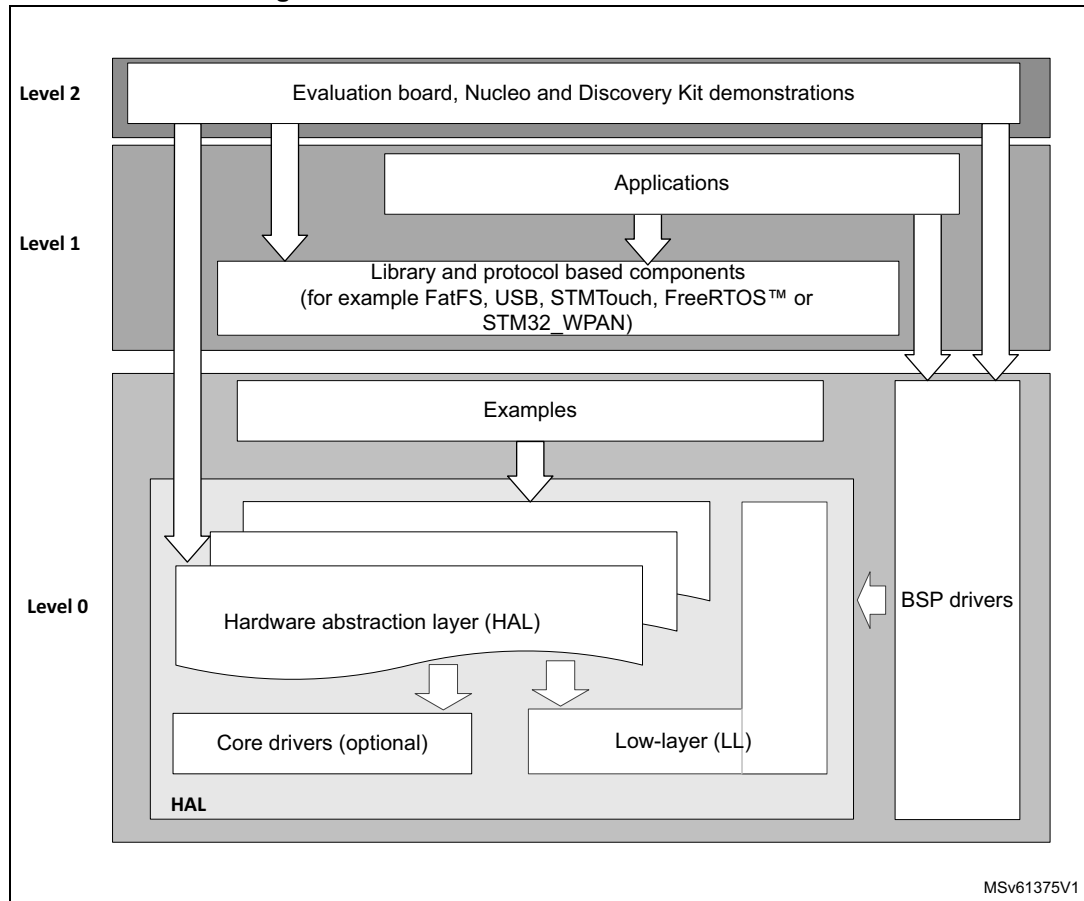 Level 2
Evaluation board, Nucleo and Discovery Kit demonstrations
Applications
Level 1
Library and protocol based components
(for example FatFS, USB, STMTouch, FreeRTOS™ or
STM32_WPAN)
Examples
Level 0
BSP drivers
Hardware abstraction layer (HAL)
Core drivers (optional)
Low-layer (LL)
HAL
MSv61375V1